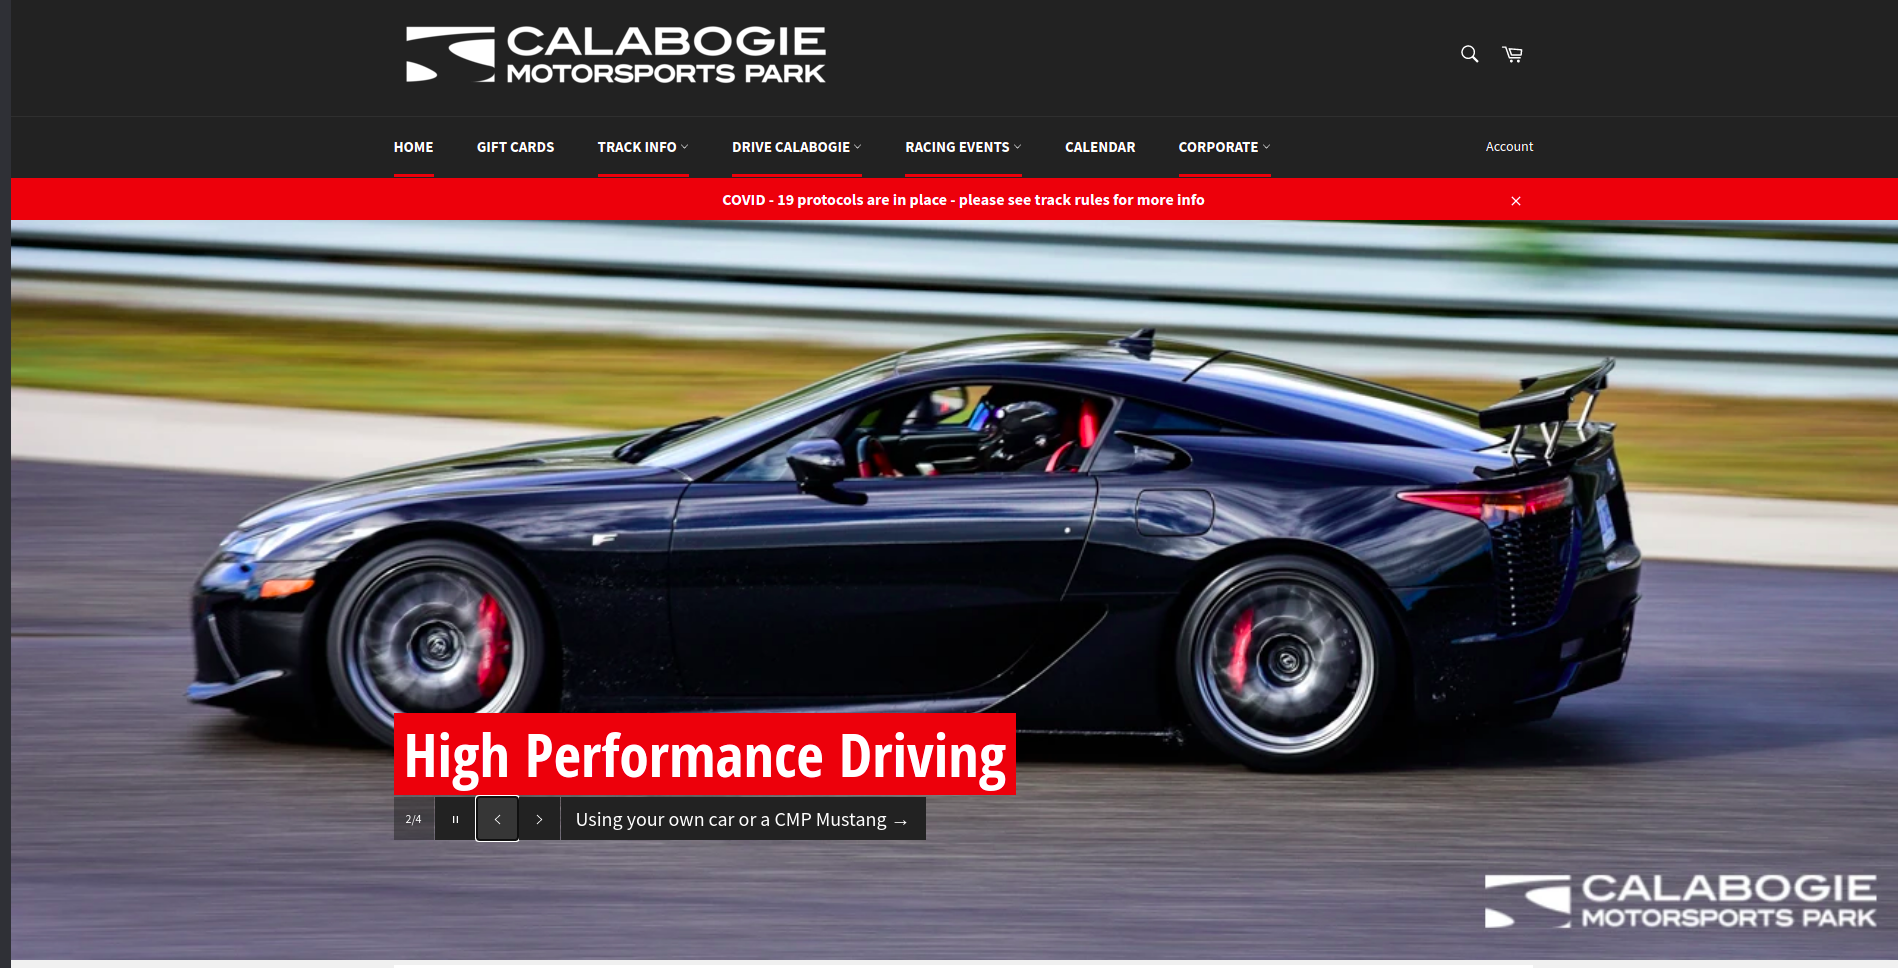 CALABOGIE
MOTORSPORTS PARK
HOME GIFT CARDS TRACK INFO DRIVE CALABOGIE RACING EVENTS CALENDAR CORPORATE Account
COVID - 19 protocols are in place - please see track rules for more info
High Performance Driving
2/4 Using your own car or a CMP Mustang →
CALABOGIE
MOTORSPORTS PARK